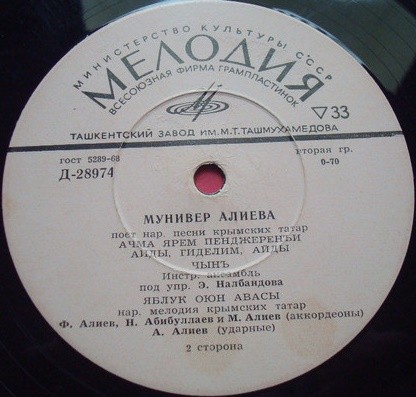 МИНИСТЕРСТВО КУЛЬТУРЫ СССР
МЕЛОДИЯ
ВСЕСОЮЗНАЯ ФИРМА ГРАМПЛАСТИНОК
▽33
ТАШКЕНТСКИЙ ЗАВОД ИМ. М.Т. ТАШМУХАМЕДОВА
гост 5289-68 вторая гр.
Д-28974 0-70
МУНИВЕР АЛИЕВА
поет нар. песни крымских татар
АЧМА ЯРЕМ ПЕНДЖЕРЕНЪИ
АЙДЫ, ГИДЕЛИМ, АЙДЫ
ЧЫНЪ
Инстр. ансамбль
под упр. Э. Налбандова
ЯБЛУК ОЮН АВАСЫ
нар. мелодия крымских татар
Ф. Алиев, Н. Абибуллаев и М. Алиев (аккордеоны)
А. Алиев (ударные)
2 сторона